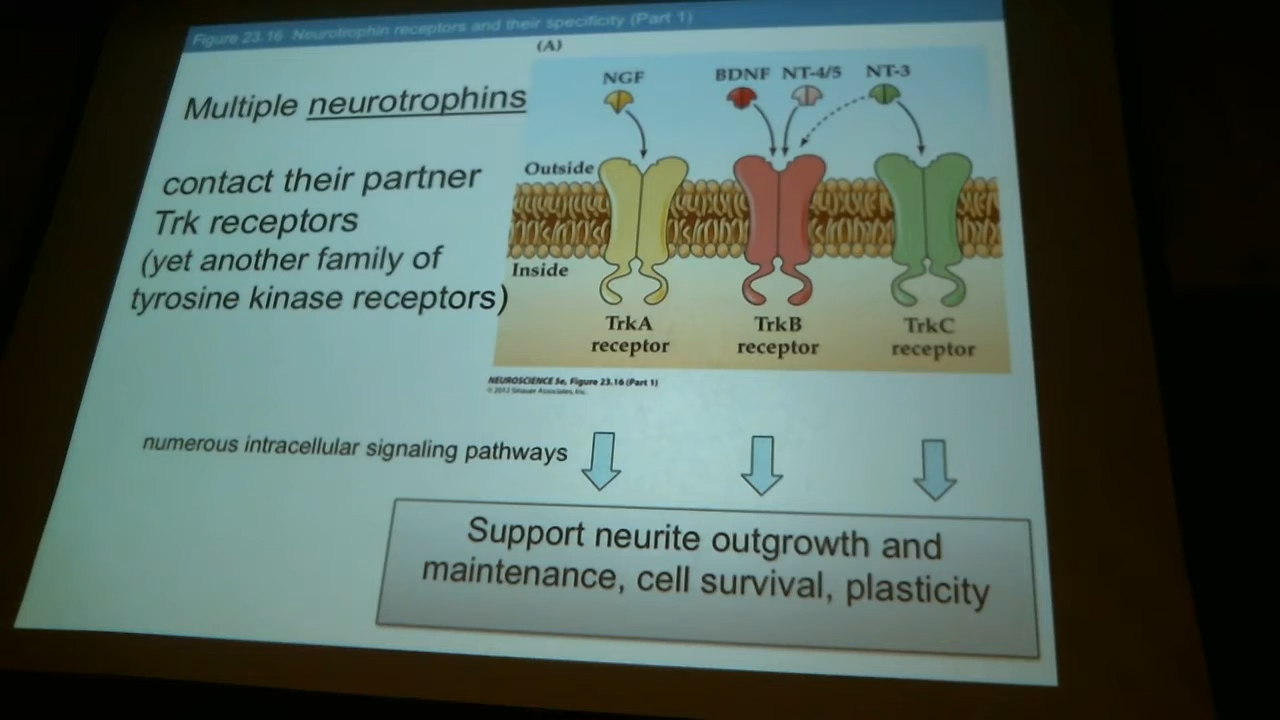 Figure 23.16 Neurotrophin receptors and their specificity (Part 1)
(A)
Multiple neurotrophins
contact their partner
Trk receptors
(yet another family of
tyrosine kinase receptors)
NGF
BDNF
NT-4/5
NT-3
Outside
Inside
TrkA
receptor
TrkB
receptor
TrkC
receptor
NEUROSCIENCE 5e, Figure 23.16 (Part 1)
© 2012 Sinauer Associates, Inc.
numerous intracellular signaling pathways
Support neurite outgrowth and
maintenance, cell survival, plasticity